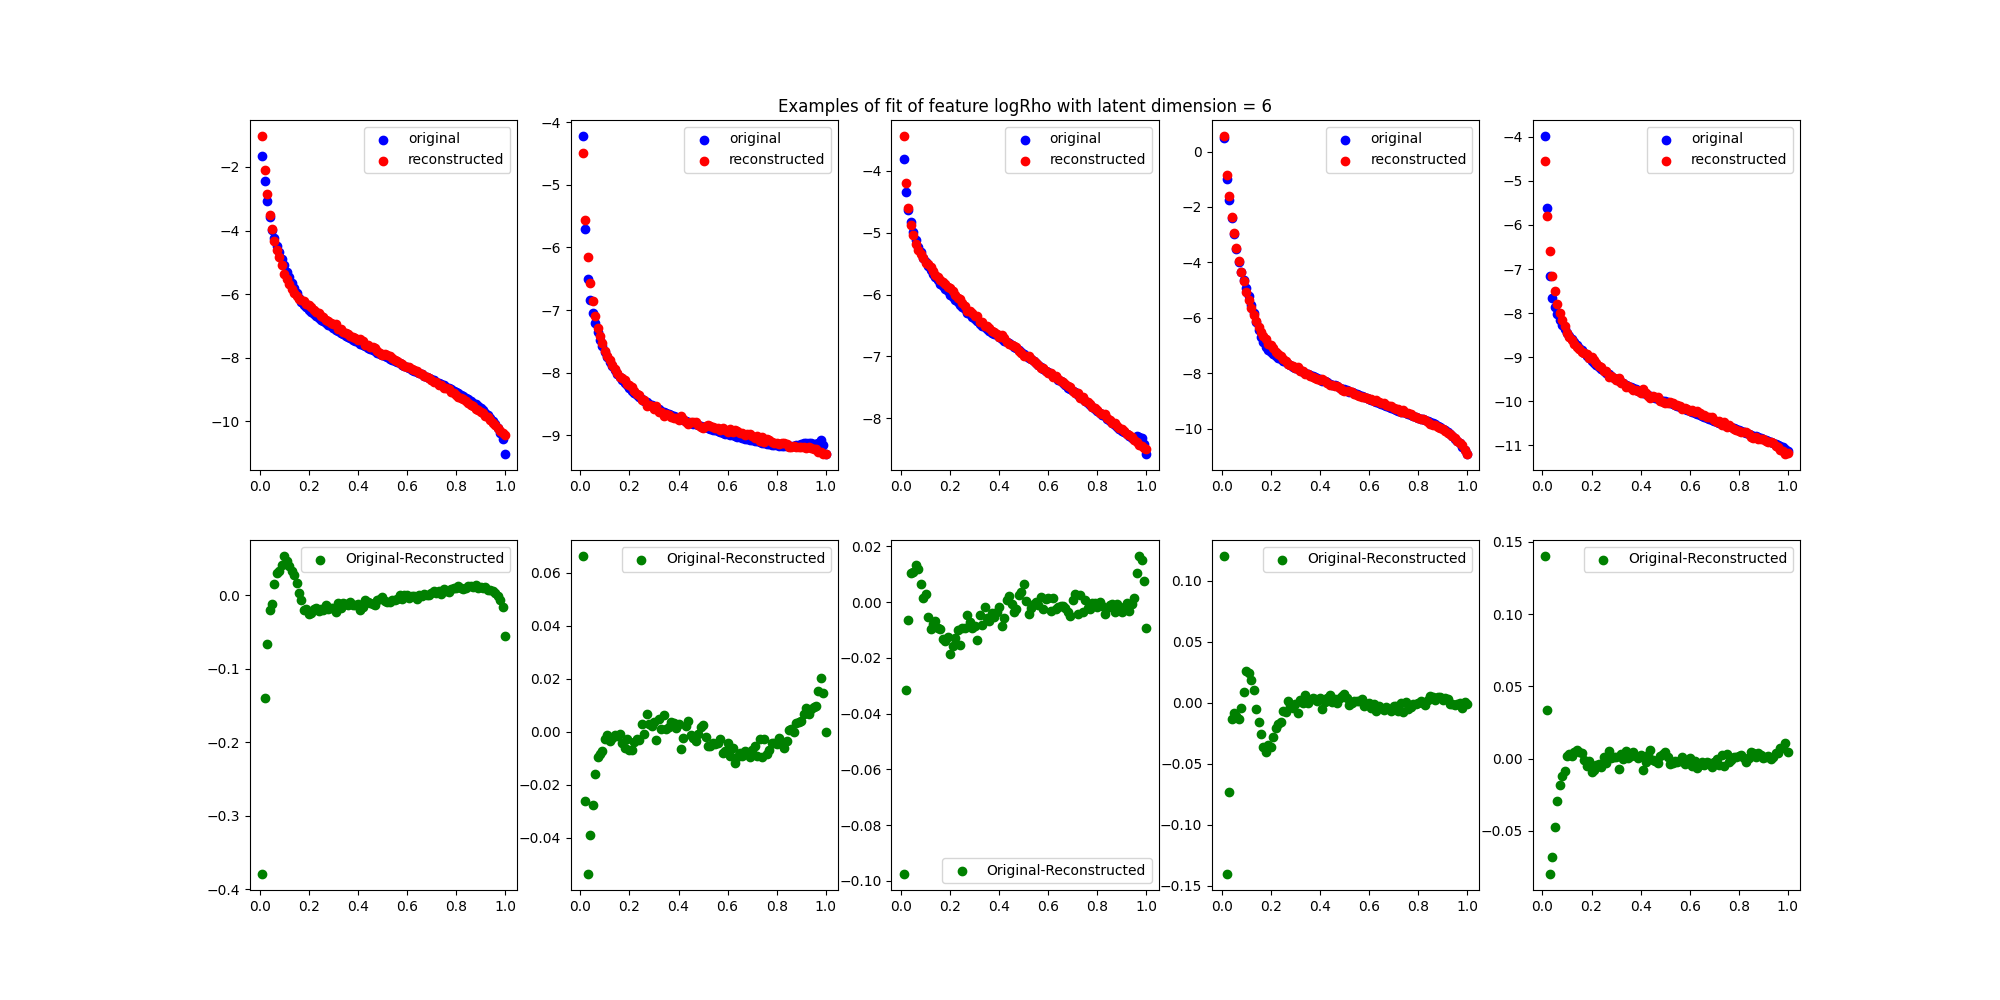 Examples of fit of feature logRho with latent dimension = 6
original
reconstructed
−2
−4
−6
−8
−10
0.0 0.2 0.4 0.6 0.8 1.0
original
reconstructed
−4
−5
−6
−7
−8
−9
0.0 0.2 0.4 0.6 0.8 1.0
original
reconstructed
−4
−5
−6
−7
−8
0.0 0.2 0.4 0.6 0.8 1.0
original
reconstructed
0
−2
−4
−6
−8
−10
0.0 0.2 0.4 0.6 0.8 1.0
original
reconstructed
−4
−5
−6
−7
−8
−9
−10
−11
0.0 0.2 0.4 0.6 0.8 1.0
Original-Reconstructed
0.0
−0.1
−0.2
−0.3
−0.4
0.0 0.2 0.4 0.6 0.8 1.0
Original-Reconstructed
0.06
0.04
0.02
0.00
−0.02
−0.04
0.0 0.2 0.4 0.6 0.8 1.0
0.02
0.00
−0.02
−0.04
−0.06
−0.08
−0.10
Original-Reconstructed
0.0 0.2 0.4 0.6 0.8 1.0
Original-Reconstructed
0.10
0.05
0.00
−0.05
−0.10
−0.15
0.0 0.2 0.4 0.6 0.8 1.0
Original-Reconstructed
0.15
0.10
0.05
0.00
−0.05
0.0 0.2 0.4 0.6 0.8 1.0